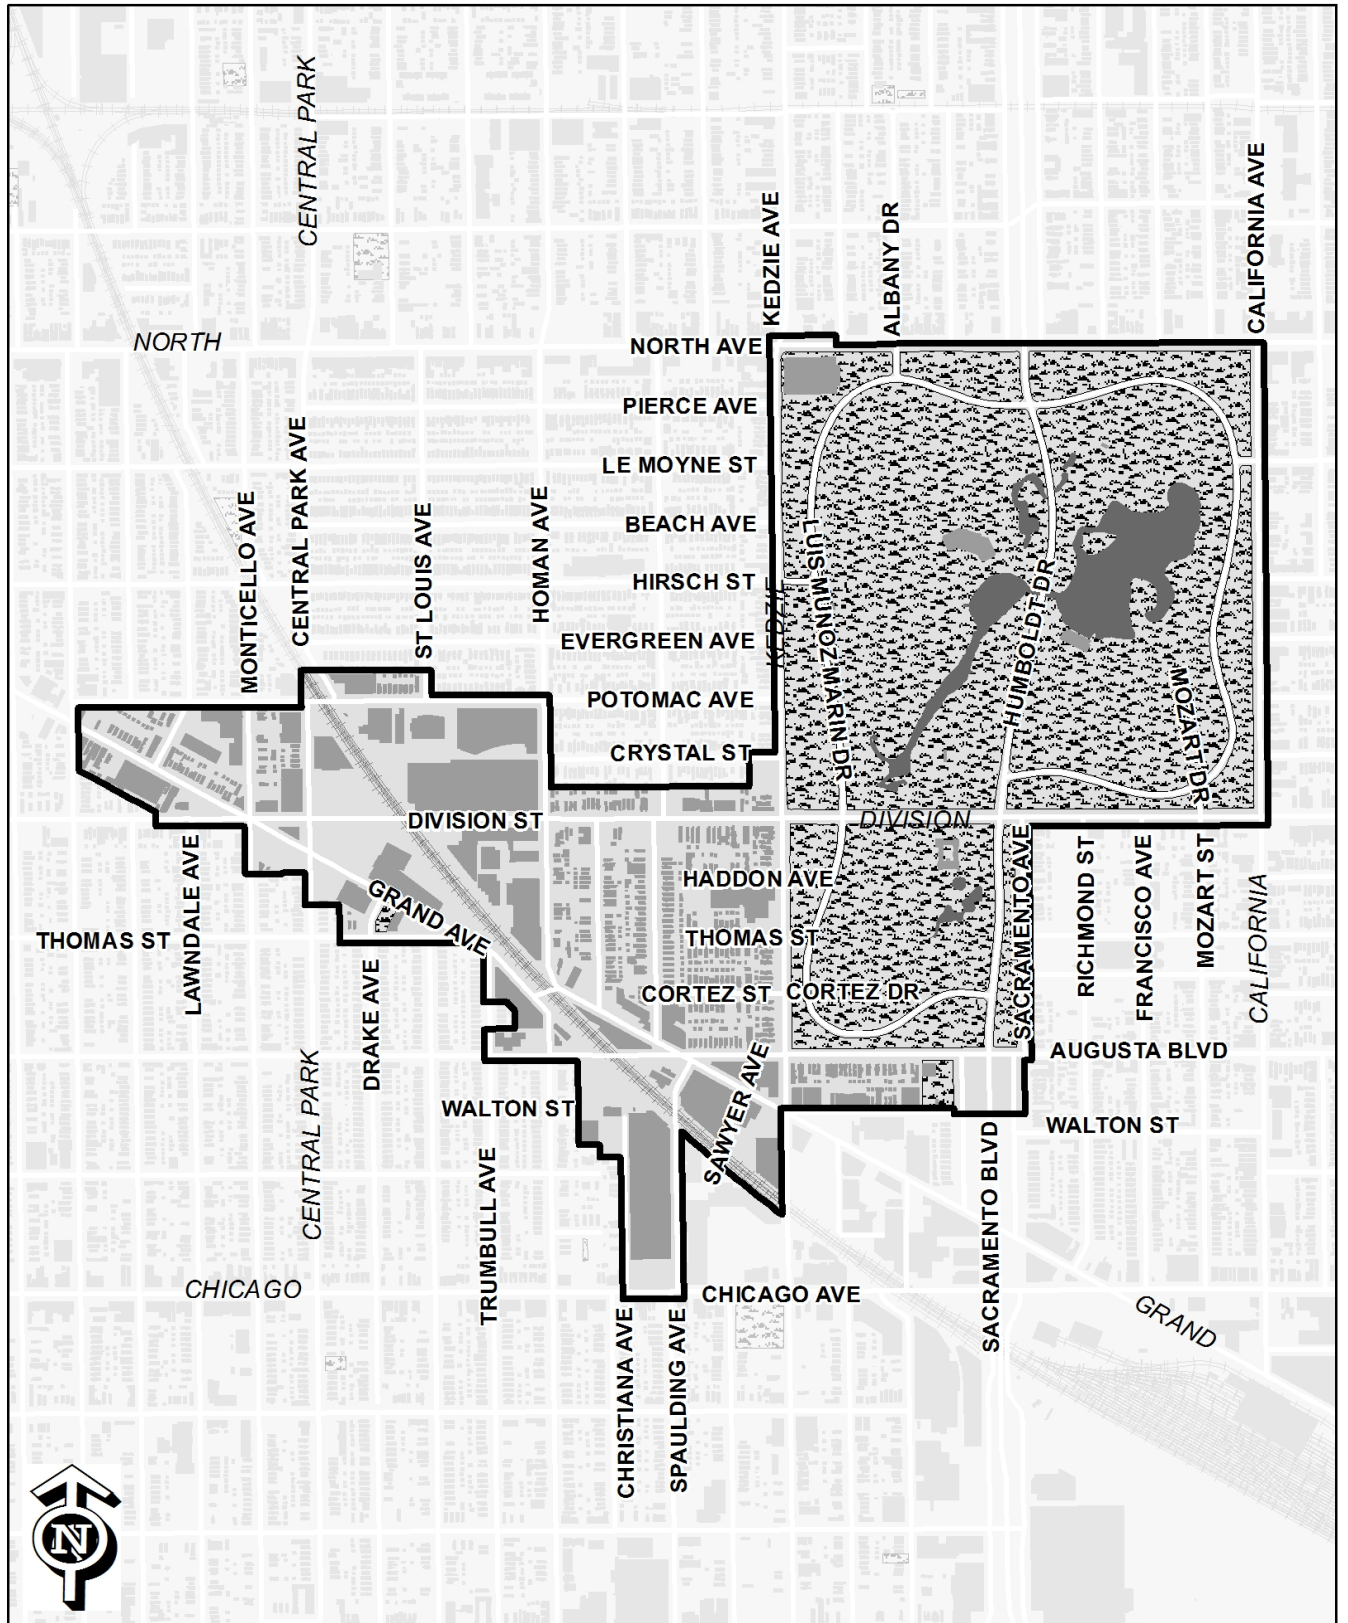 CENTRAL PARK
KEDZIE AVE
ALBANY DR
CALIFORNIA AVE
NORTH
NORTH AVE
PIERCE AVE
LE MOYNE ST
BEACH AVE
HIRSCH ST
EVERGREEN AVE
POTOMAC AVE
CRYSTAL ST
MONTICELLO AVE
CENTRAL PARK AVE
ST LOUIS AVE
HOMAN AVE
KEDZIE
LUIS MUNOZ MARIN DR
HUMBOLDT DR
MOZART DR
DIVISION ST
DIVISION
LAWNDALE AVE
GRAND AVE
HADDON AVE
THOMAS ST
THOMAS ST
CORTEZ ST
CORTEZ DR
SACRAMENTO AVE
RICHMOND ST
FRANCISCO AVE
MOZART ST
CALIFORNIA
DRAKE AVE
CENTRAL PARK
AUGUSTA BLVD
WALTON ST
SAWYER AVE
WALTON ST
TRUMBULL AVE
SACRAMENTO BLVD
CHICAGO
CHICAGO AVE
GRAND
CHRISTIANA AVE
SPAULDING AVE
N